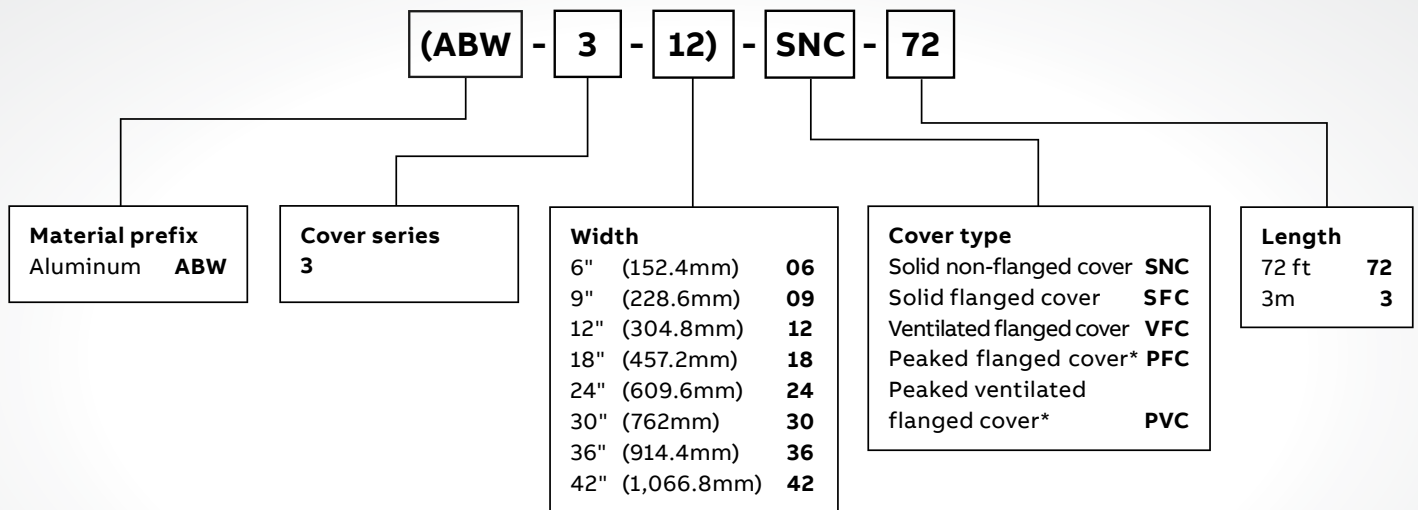 (ABW - 3 - 12) - SNC - 72
Material prefix
Aluminum ABW
Cover series
3
Width
6" (152.4mm) 06
9" (228.6mm) 09
12" (304.8mm) 12
18" (457.2mm) 18
24" (609.6mm) 24
30" (762mm) 30
36" (914.4mm) 36
42" (1,066.8mm) 42
Cover type
Solid non-flanged cover SNC
Solid flanged cover SFC
Ventilated flanged cover VFC
Peaked flanged cover* PFC
Peaked ventilated
flanged cover* PVC
Length
72 ft 72
3m 3